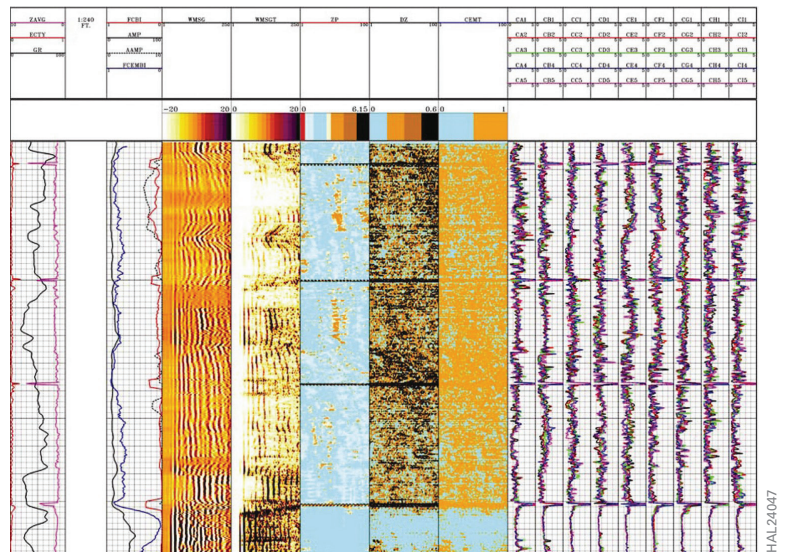 ZAVG 1:240 FCBI WMSG WMSGT ZP DZ CEMT CA1 CB1 CC1 CD1 CE1 CF1 CG1 CH1 CI1
ECTY FT. AMP CA2 CB2 CC2 CD2 CE2 CF2 CG2 CH2 CI2
GR AAMP CA3 CB3 CC3 CD3 CE3 CF3 CG3 CH3 CI3
FCEMBI CA4 CB4 CC4 CD4 CE4 CF4 CG4 CH4 CI4
CA5 CB5 CC5 CD5 CE5 CF5 CG5 CH5 CI5
-20 20 0 20 0 6.15 0 0.6 0 1
HAL24047